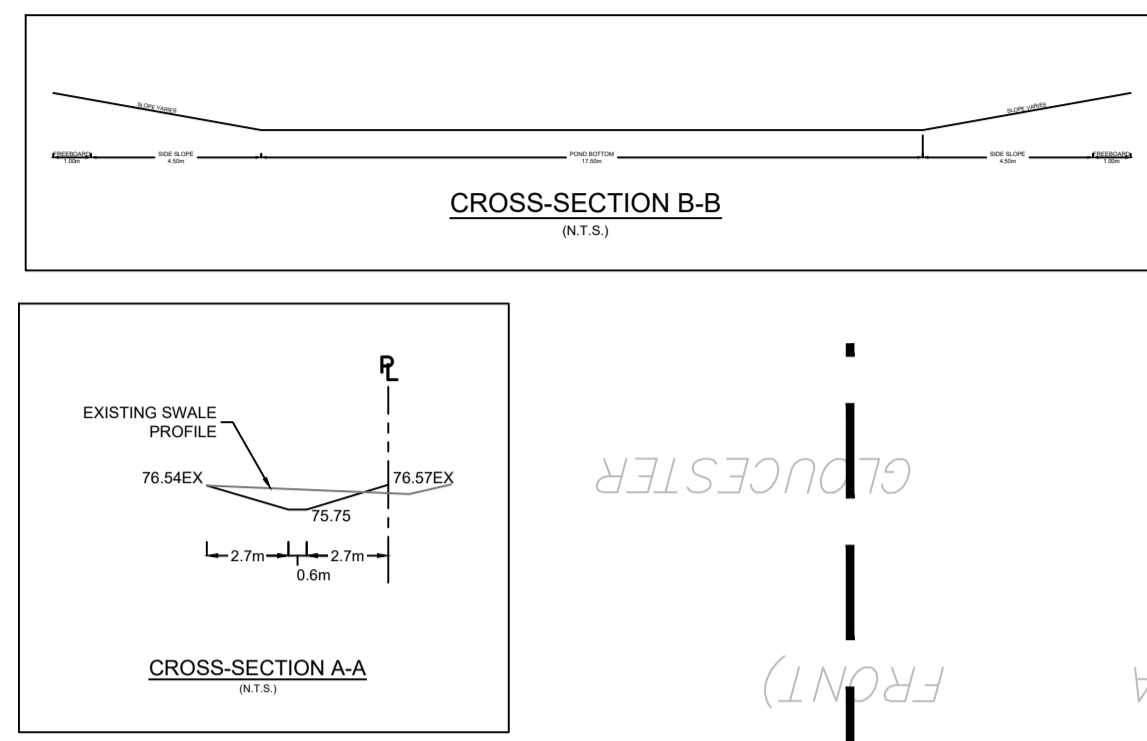 SLOPE VARIES
SLOPE VARIES
FREEBOARD
1.00m
SIDE SLOPE
4.50m
POND BOTTOM
17.50m
SIDE SLOPE
4.50m
FREEBOARD
1.00m
CROSS-SECTION B-B
(N.T.S.)
PL
EXISTING SWALE
PROFILE
76.54EX
76.57EX
75.75
2.7m
2.7m
0.6m
CROSS-SECTION A-A
(N.T.S.)
GLOUCESTER
FRONT)
A